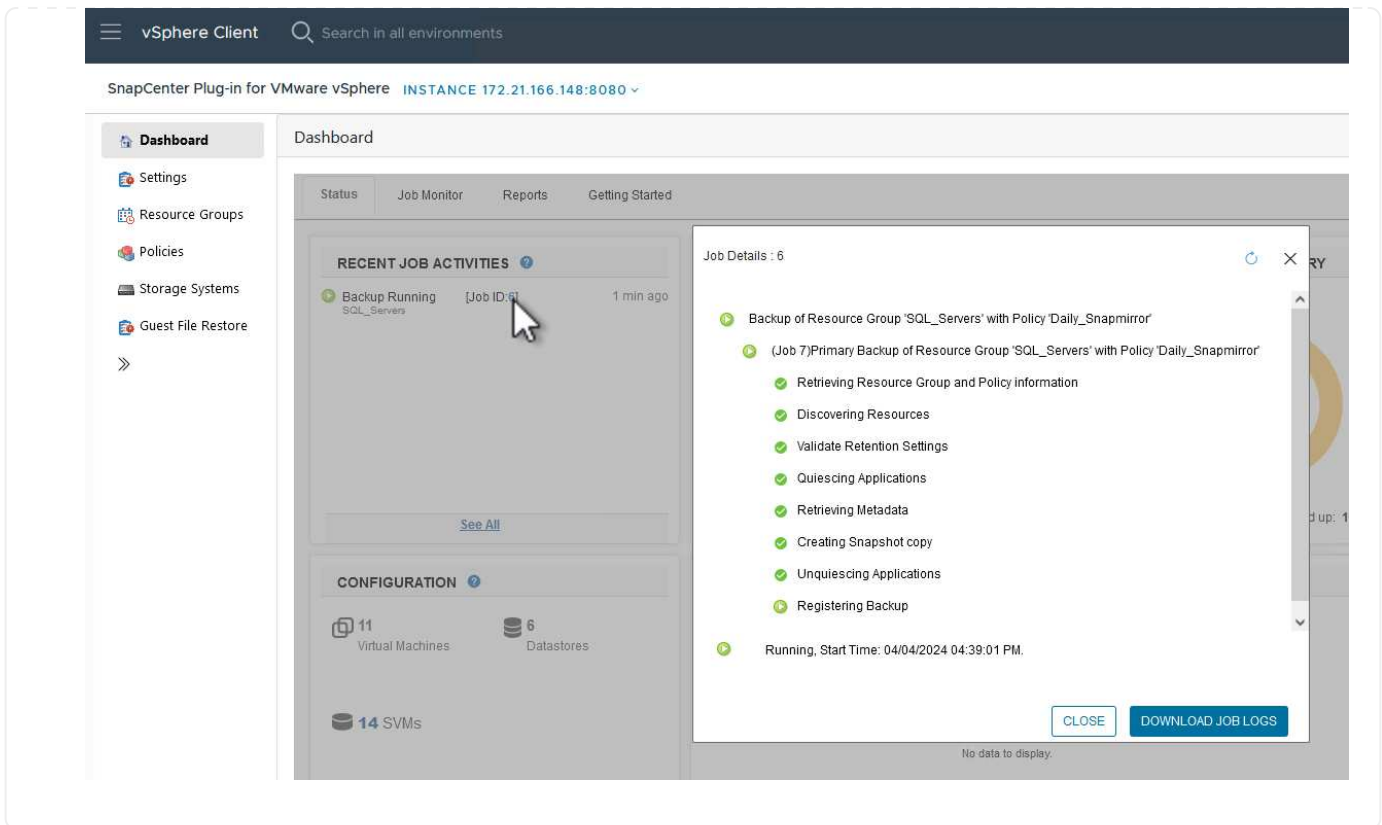 vSphere Client
Search in all environments
SnapCenter Plug-in for VMware vSphere INSTANCE 172.21.166.148:8080
Dashboard
Settings
Resource Groups
Policies
Storage Systems
Guest File Restore
Dashboard
Status Job Monitor Reports Getting Started
RECENT JOB ACTIVITIES
Backup Running [Job ID:6] 1 min ago
SQL_Servers
See All
CONFIGURATION
11
Virtual Machines
6
Datastores
14 SVMs
RY
d up: 1
Job Details : 6
Backup of Resource Group 'SQL_Servers' with Policy 'Daily_Snapmirror'
(Job 7)Primary Backup of Resource Group 'SQL_Servers' with Policy 'Daily_Snapmirror'
Retrieving Resource Group and Policy information
Discovering Resources
Validate Retention Settings
Quiescing Applications
Retrieving Metadata
Creating Snapshot copy
Unquiescing Applications
Registering Backup
Running, Start Time: 04/04/2024 04:39:01 PM.
CLOSE DOWNLOAD JOB LOGS
No data to display.